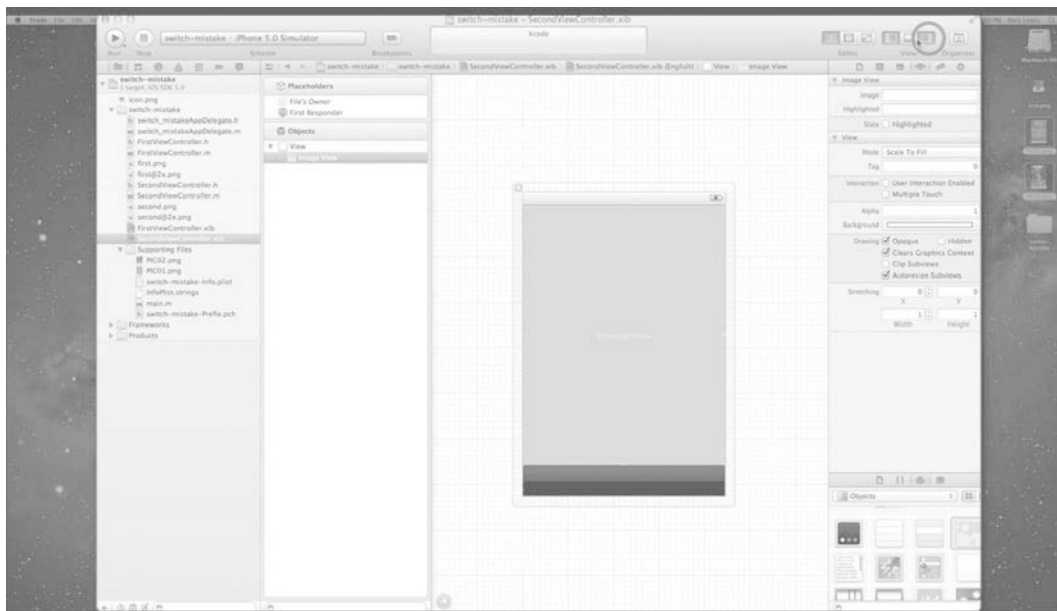 switch-mistake – SecondViewController.xib
Xcode
switch-mistake iPhone 5.0 Simulator
Run Stop Scheme Breakpoints
Editor View Organizer
switch-mistake switch-mistake SecondViewController.xib SecondViewController.xib (English) View Image View
switch-mistake
1 target, iOS SDK 5.0
icon.png
switch-mistake
switch_mistakeAppDelegate.h
switch_mistakeAppDelegate.m
FirstViewController.h
FirstViewController.m
first.png
first@2x.png
SecondViewController.h
SecondViewController.m
second.png
second@2x.png
FirstViewController.xib
SecondViewController.xib
Supporting Files
PIC02.png
PIC01.png
switch-mistake-Info.plist
InfoPlist.strings
main.m
switch-mistake-Prefix.pch
Frameworks
Products
Placeholders
File's Owner
First Responder
Objects
View
Image View
Image View
Image
Highlighted
State Highlighted
View
Mode Scale To Fill
Tag 0
Interaction User Interaction Enabled
Multiple Touch
Alpha 1
Background
Drawing Opaque Hidden
Clears Graphics Context
Clip Subviews
Autoresize Subviews
Stretching 0 0
X Y
1 1
Width Height
Objects